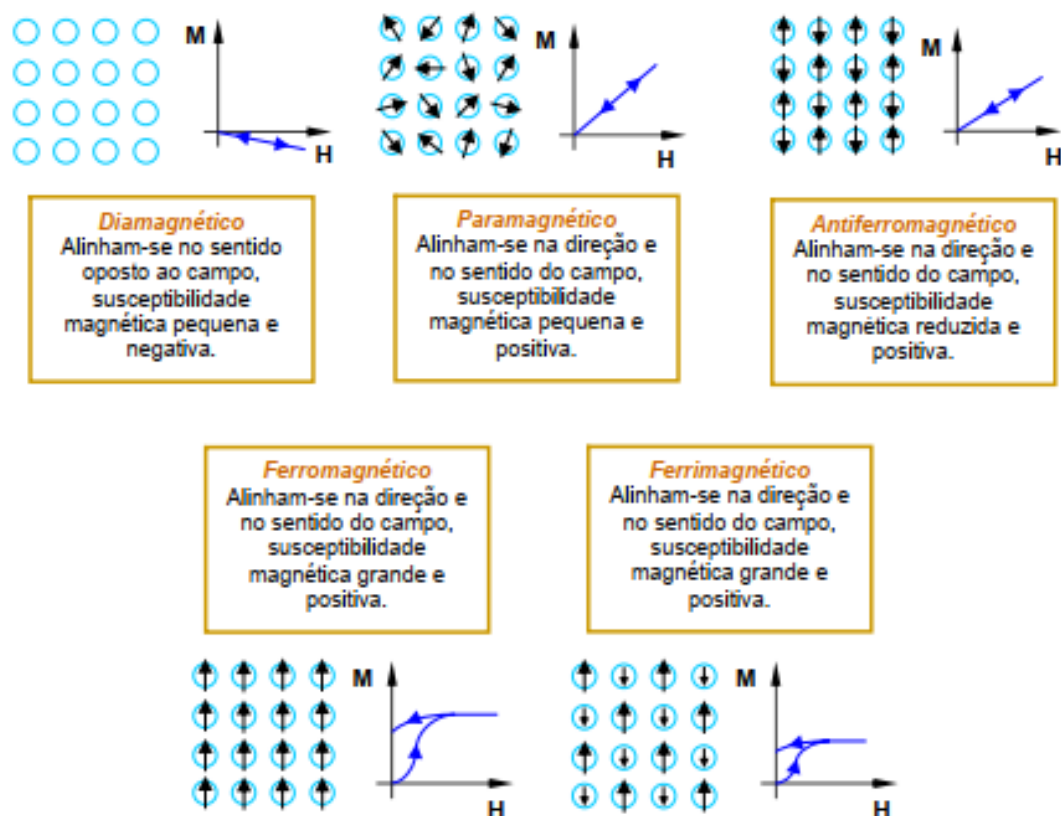 M
H
M
H
M
H
Diamagnético
Alinham-se no sentido
oposto ao campo,
susceptibilidade
magnética pequena e
negativa.
Paramagnético
Alinham-se na direção e
no sentido do campo,
susceptibilidade
magnética pequena e
positiva.
Antiferromagnético
Alinham-se na direção e
no sentido do campo,
susceptibilidade
magnética reduzida e
positiva.
Ferromagnético
Alinham-se na direção e
no sentido do campo,
susceptibilidade
magnética grande e
positiva.
Ferrimagnético
Alinham-se na direção e
no sentido do campo,
susceptibilidade
magnética grande e
positiva.
M
H
M
H